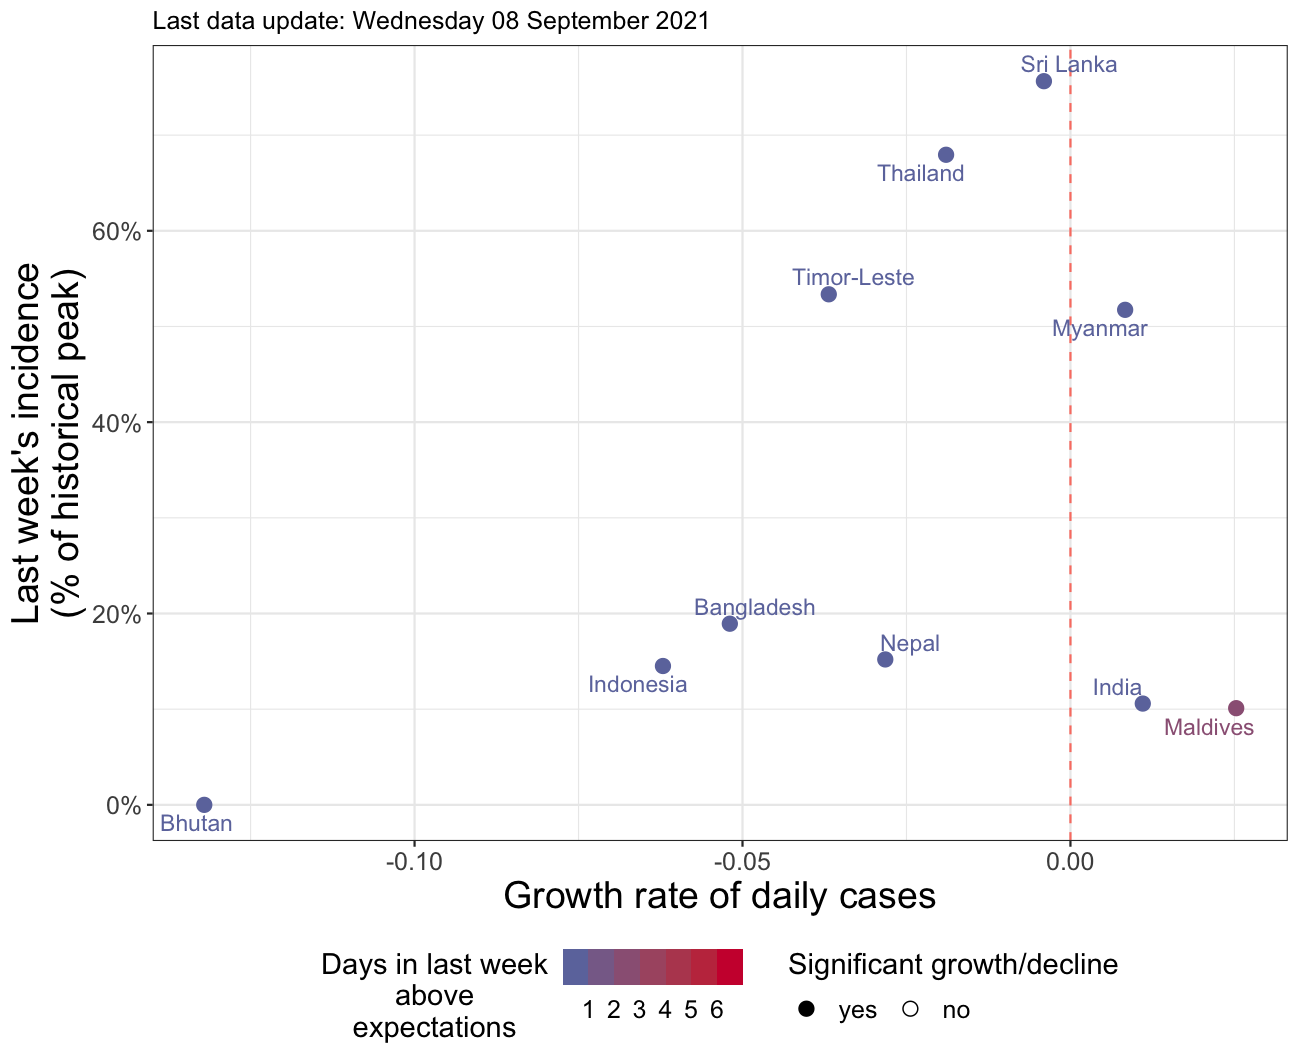 Last data update: Wednesday 08 September 2021
Sri Lanka
Thailand
Timor-Leste
Myanmar
Bangladesh
Nepal
Indonesia
India
Maldives
Bhutan
60%
40%
20%
0%
Last week's incidence
(% of historical peak)
-0.10 -0.05 0.00
Growth rate of daily cases
Days in last week
above
expectations
1 2 3 4 5 6
Significant growth/decline
yes no